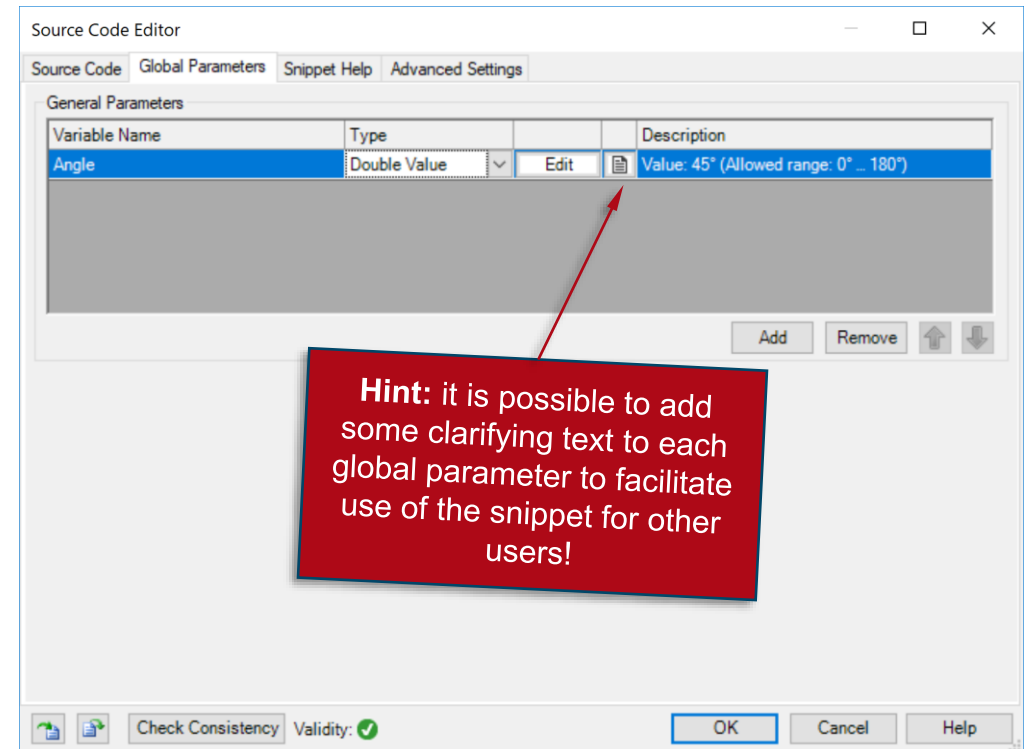 Source Code Editor
Source Code Global Parameters Snippet Help Advanced Settings
General Parameters
Variable Name Type Description
Angle Double Value Edit Value: 45° (Allowed range: 0° ... 180°)
Add Remove
Hint: it is possible to add
some clarifying text to each
global parameter to facilitate
use of the snippet for other
users!
Check Consistency Validity: OK Cancel Help